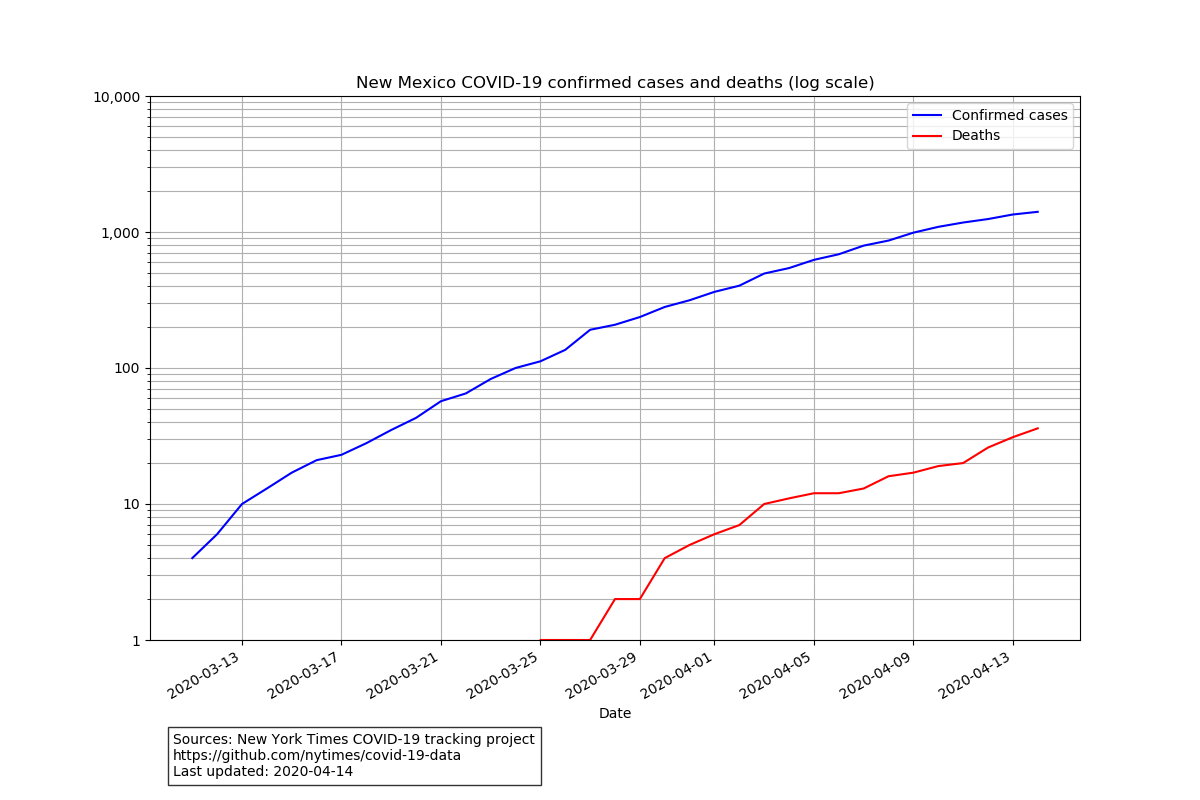 New Mexico COVID-19 confirmed cases and deaths (log scale)
10,000
1,000
100
10
1
Confirmed cases
Deaths
2020-03-13
2020-03-17
2020-03-21
2020-03-25
2020-03-29
2020-04-01
2020-04-05
2020-04-09
2020-04-13
Date
Sources: New York Times COVID-19 tracking project
https://github.com/nytimes/covid-19-data
Last updated: 2020-04-14